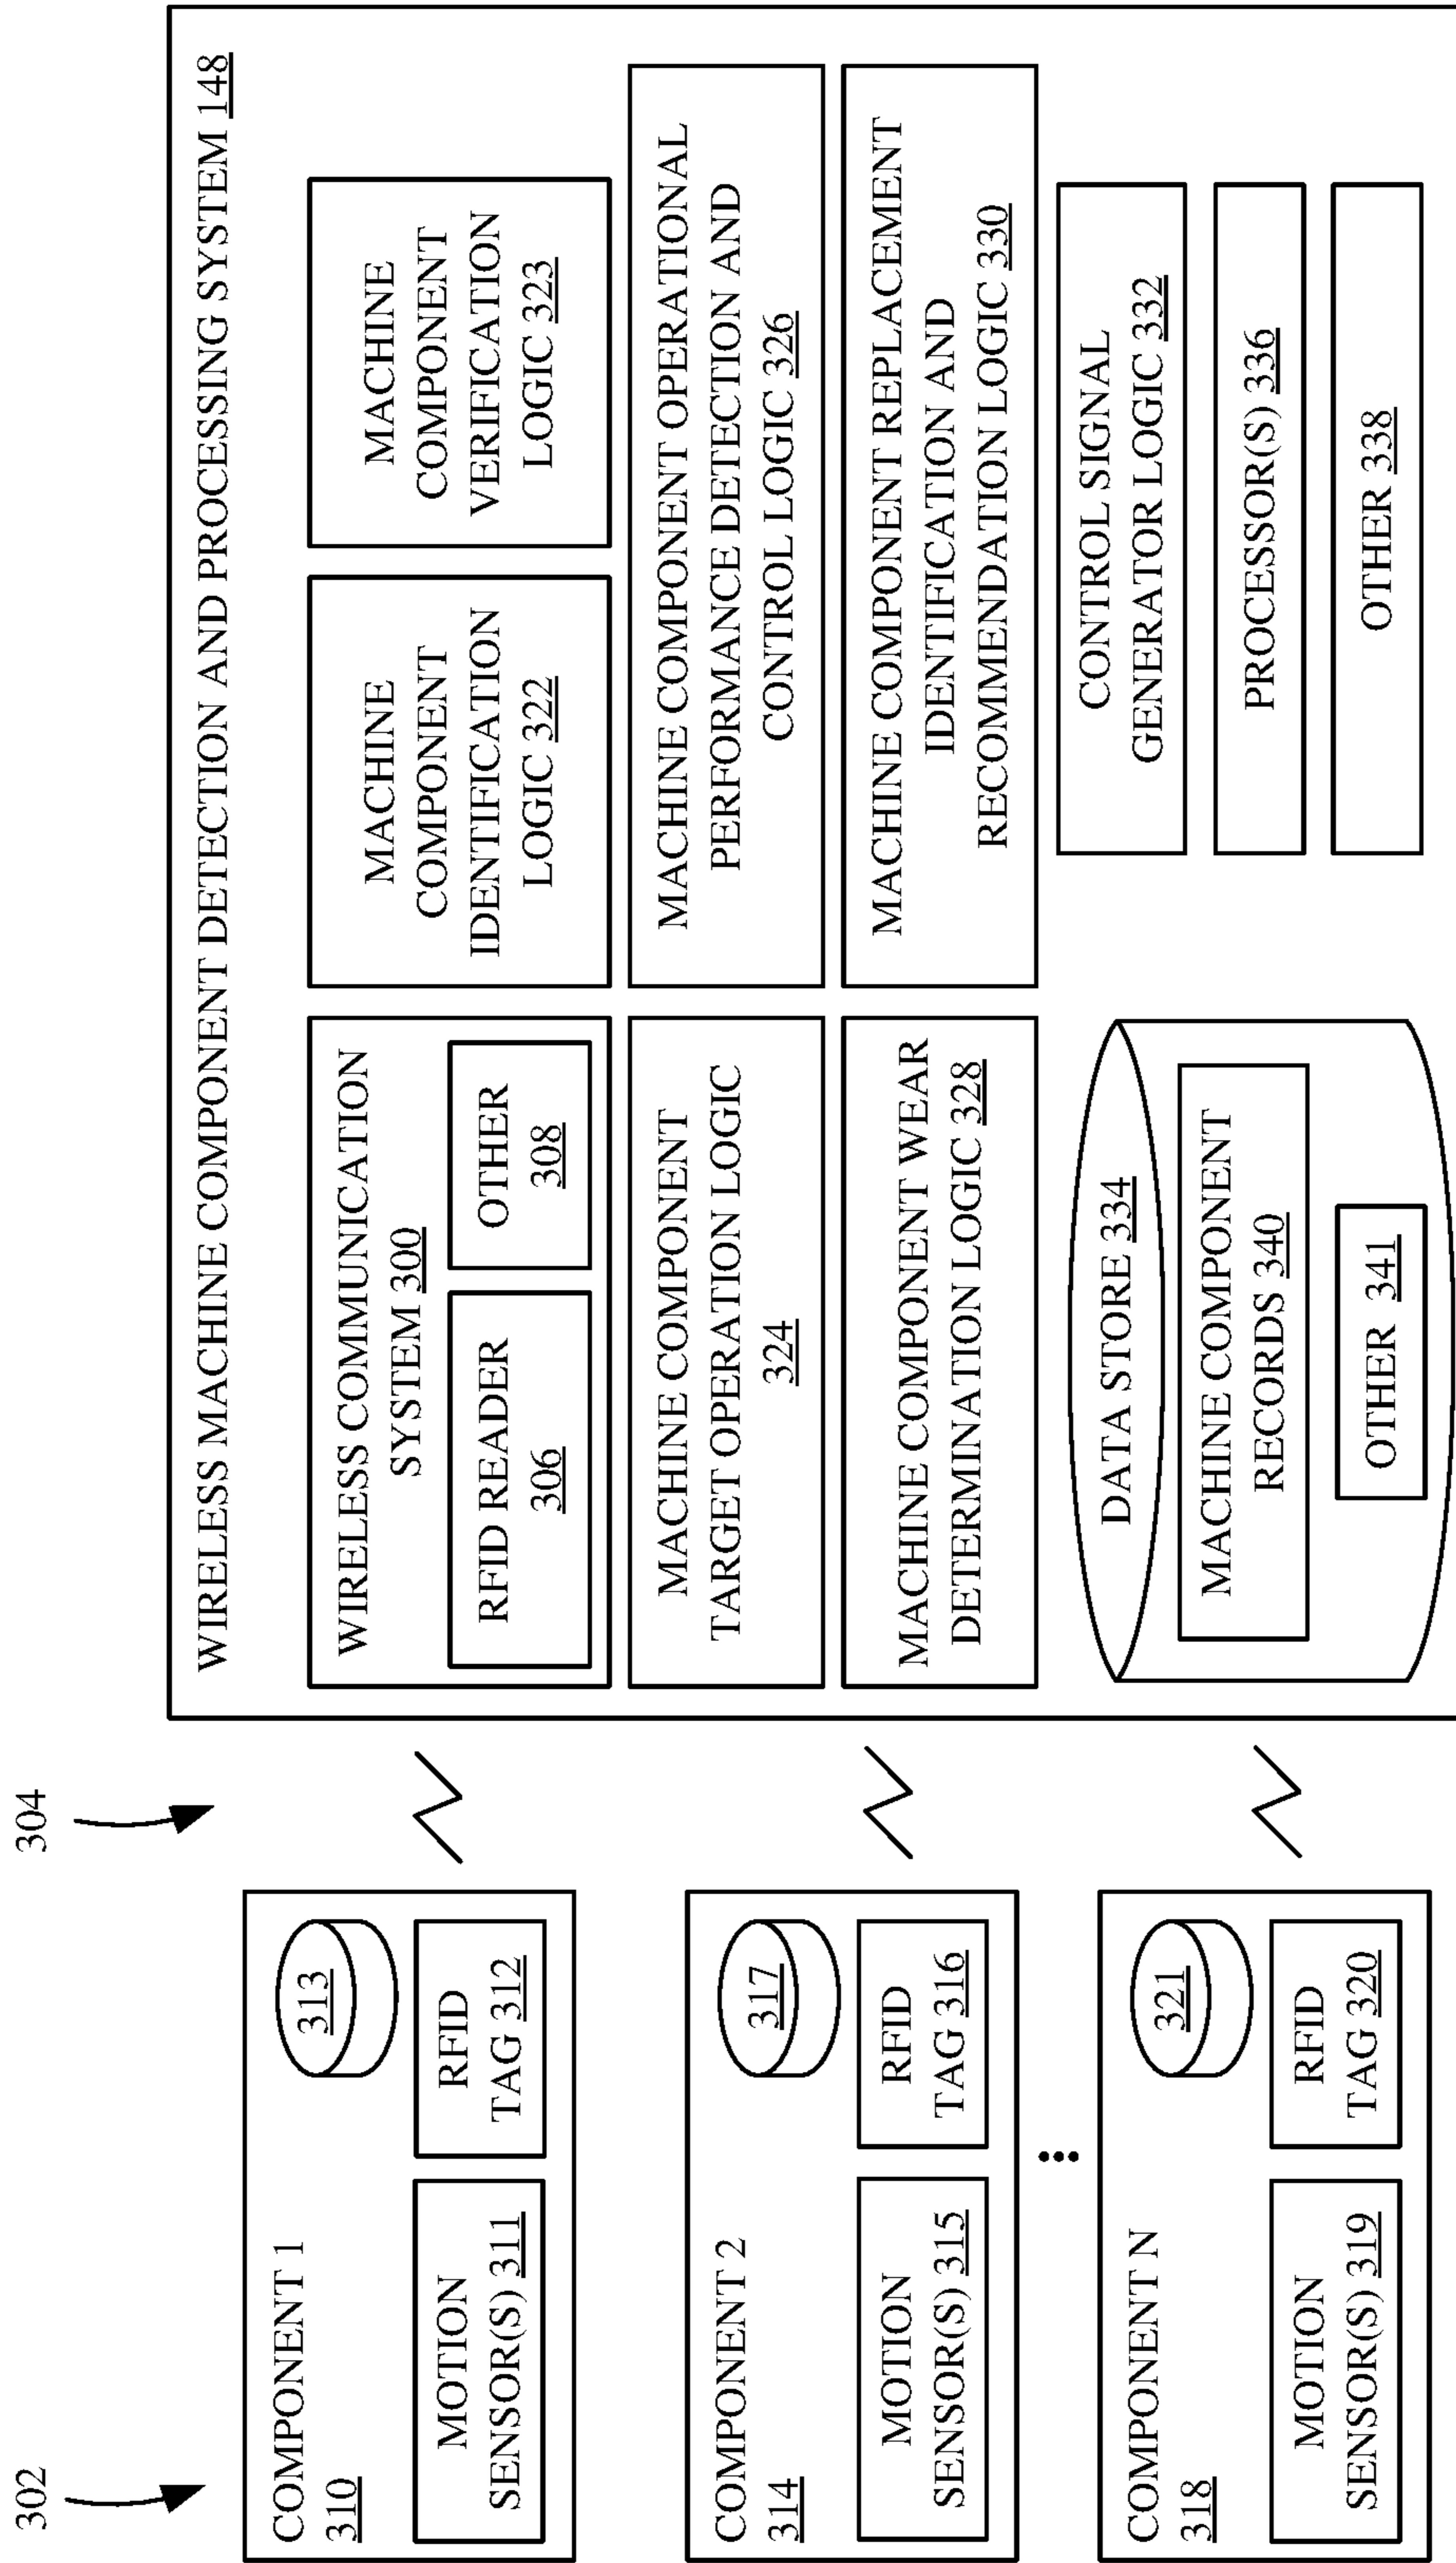 302
304
COMPONENT 1
310
313
MOTION
SENSOR(S) 311
RFID
TAG 312
COMPONENT 2
314
317
MOTION
SENSOR(S) 315
RFID
TAG 316
COMPONENT N
318
321
MOTION
SENSOR(S) 319
RFID
TAG 320
WIRELESS MACHINE COMPONENT DETECTION AND PROCESSING SYSTEM 148
WIRELESS COMMUNICATION
SYSTEM 300
RFID READER
306
OTHER
308
MACHINE
COMPONENT
IDENTIFICATION
LOGIC 322
MACHINE
COMPONENT
VERIFICATION
LOGIC 323
MACHINE COMPONENT
TARGET OPERATION LOGIC
324
MACHINE COMPONENT OPERATIONAL
PERFORMANCE DETECTION AND
CONTROL LOGIC 326
MACHINE COMPONENT WEAR
DETERMINATION LOGIC 328
MACHINE COMPONENT REPLACEMENT
IDENTIFICATION AND
RECOMMENDATION LOGIC 330
DATA STORE 334
MACHINE COMPONENT
RECORDS 340
OTHER 341
CONTROL SIGNAL
GENERATOR LOGIC 332
PROCESSOR(S) 336
OTHER 338